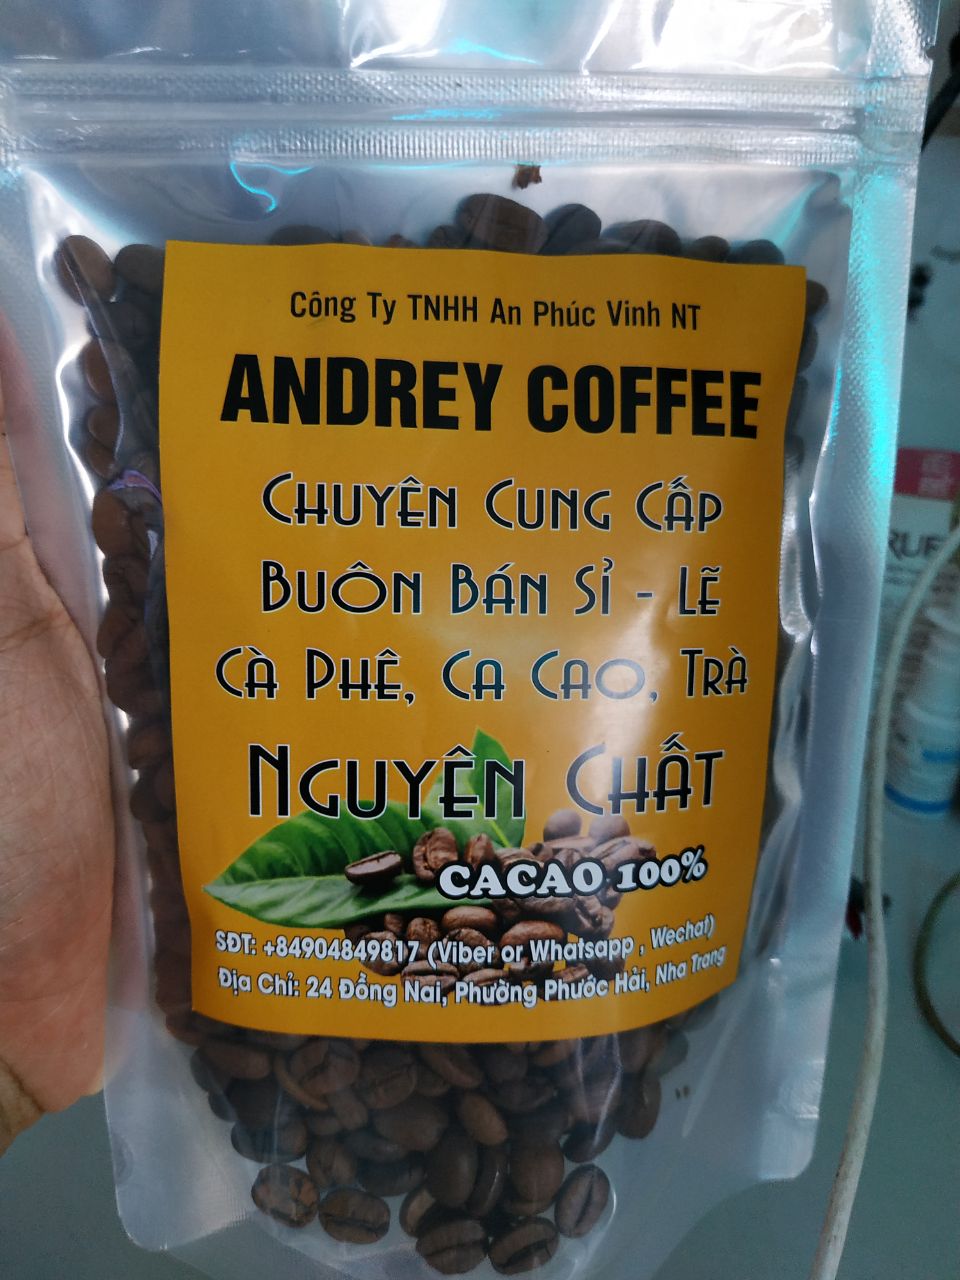 Công Ty TNHH An Phúc Vinh NT
ANDREY COFFEE
CHUYÊN CUNG CẤP
BUÔN BÁN SỈ - LẼ
CÀ PHÊ, CA CAO, TRÀ
NGUYÊN CHẤT
CACAO 100%
SĐT: +84904849817 (Viber or Whatsapp , Wechat)
Địa Chỉ: 24 Đồng Nai, Phường Phước Hải, Nha Trang